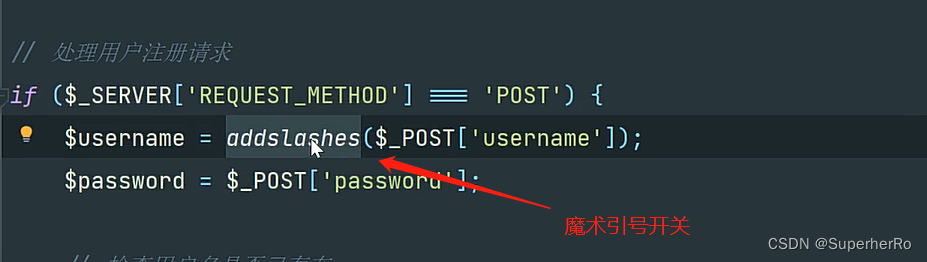 // 处理用户注册请求
if ($_SERVER['REQUEST_METHOD'] === 'POST') {
$username = addslashes($_POST['username']);
$password = $_POST['password'];
魔术引号开关
CSDN @SuperherRo